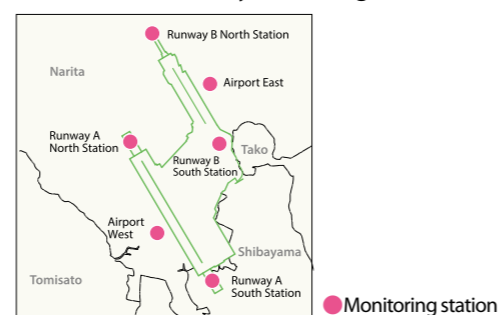 Runway B North Station
Narita
Airport East
Runway A
North Station
Tako
Runway B
South Station
Airport
West
Shibayama
Tomisato
Runway A
South Station
Monitoring station